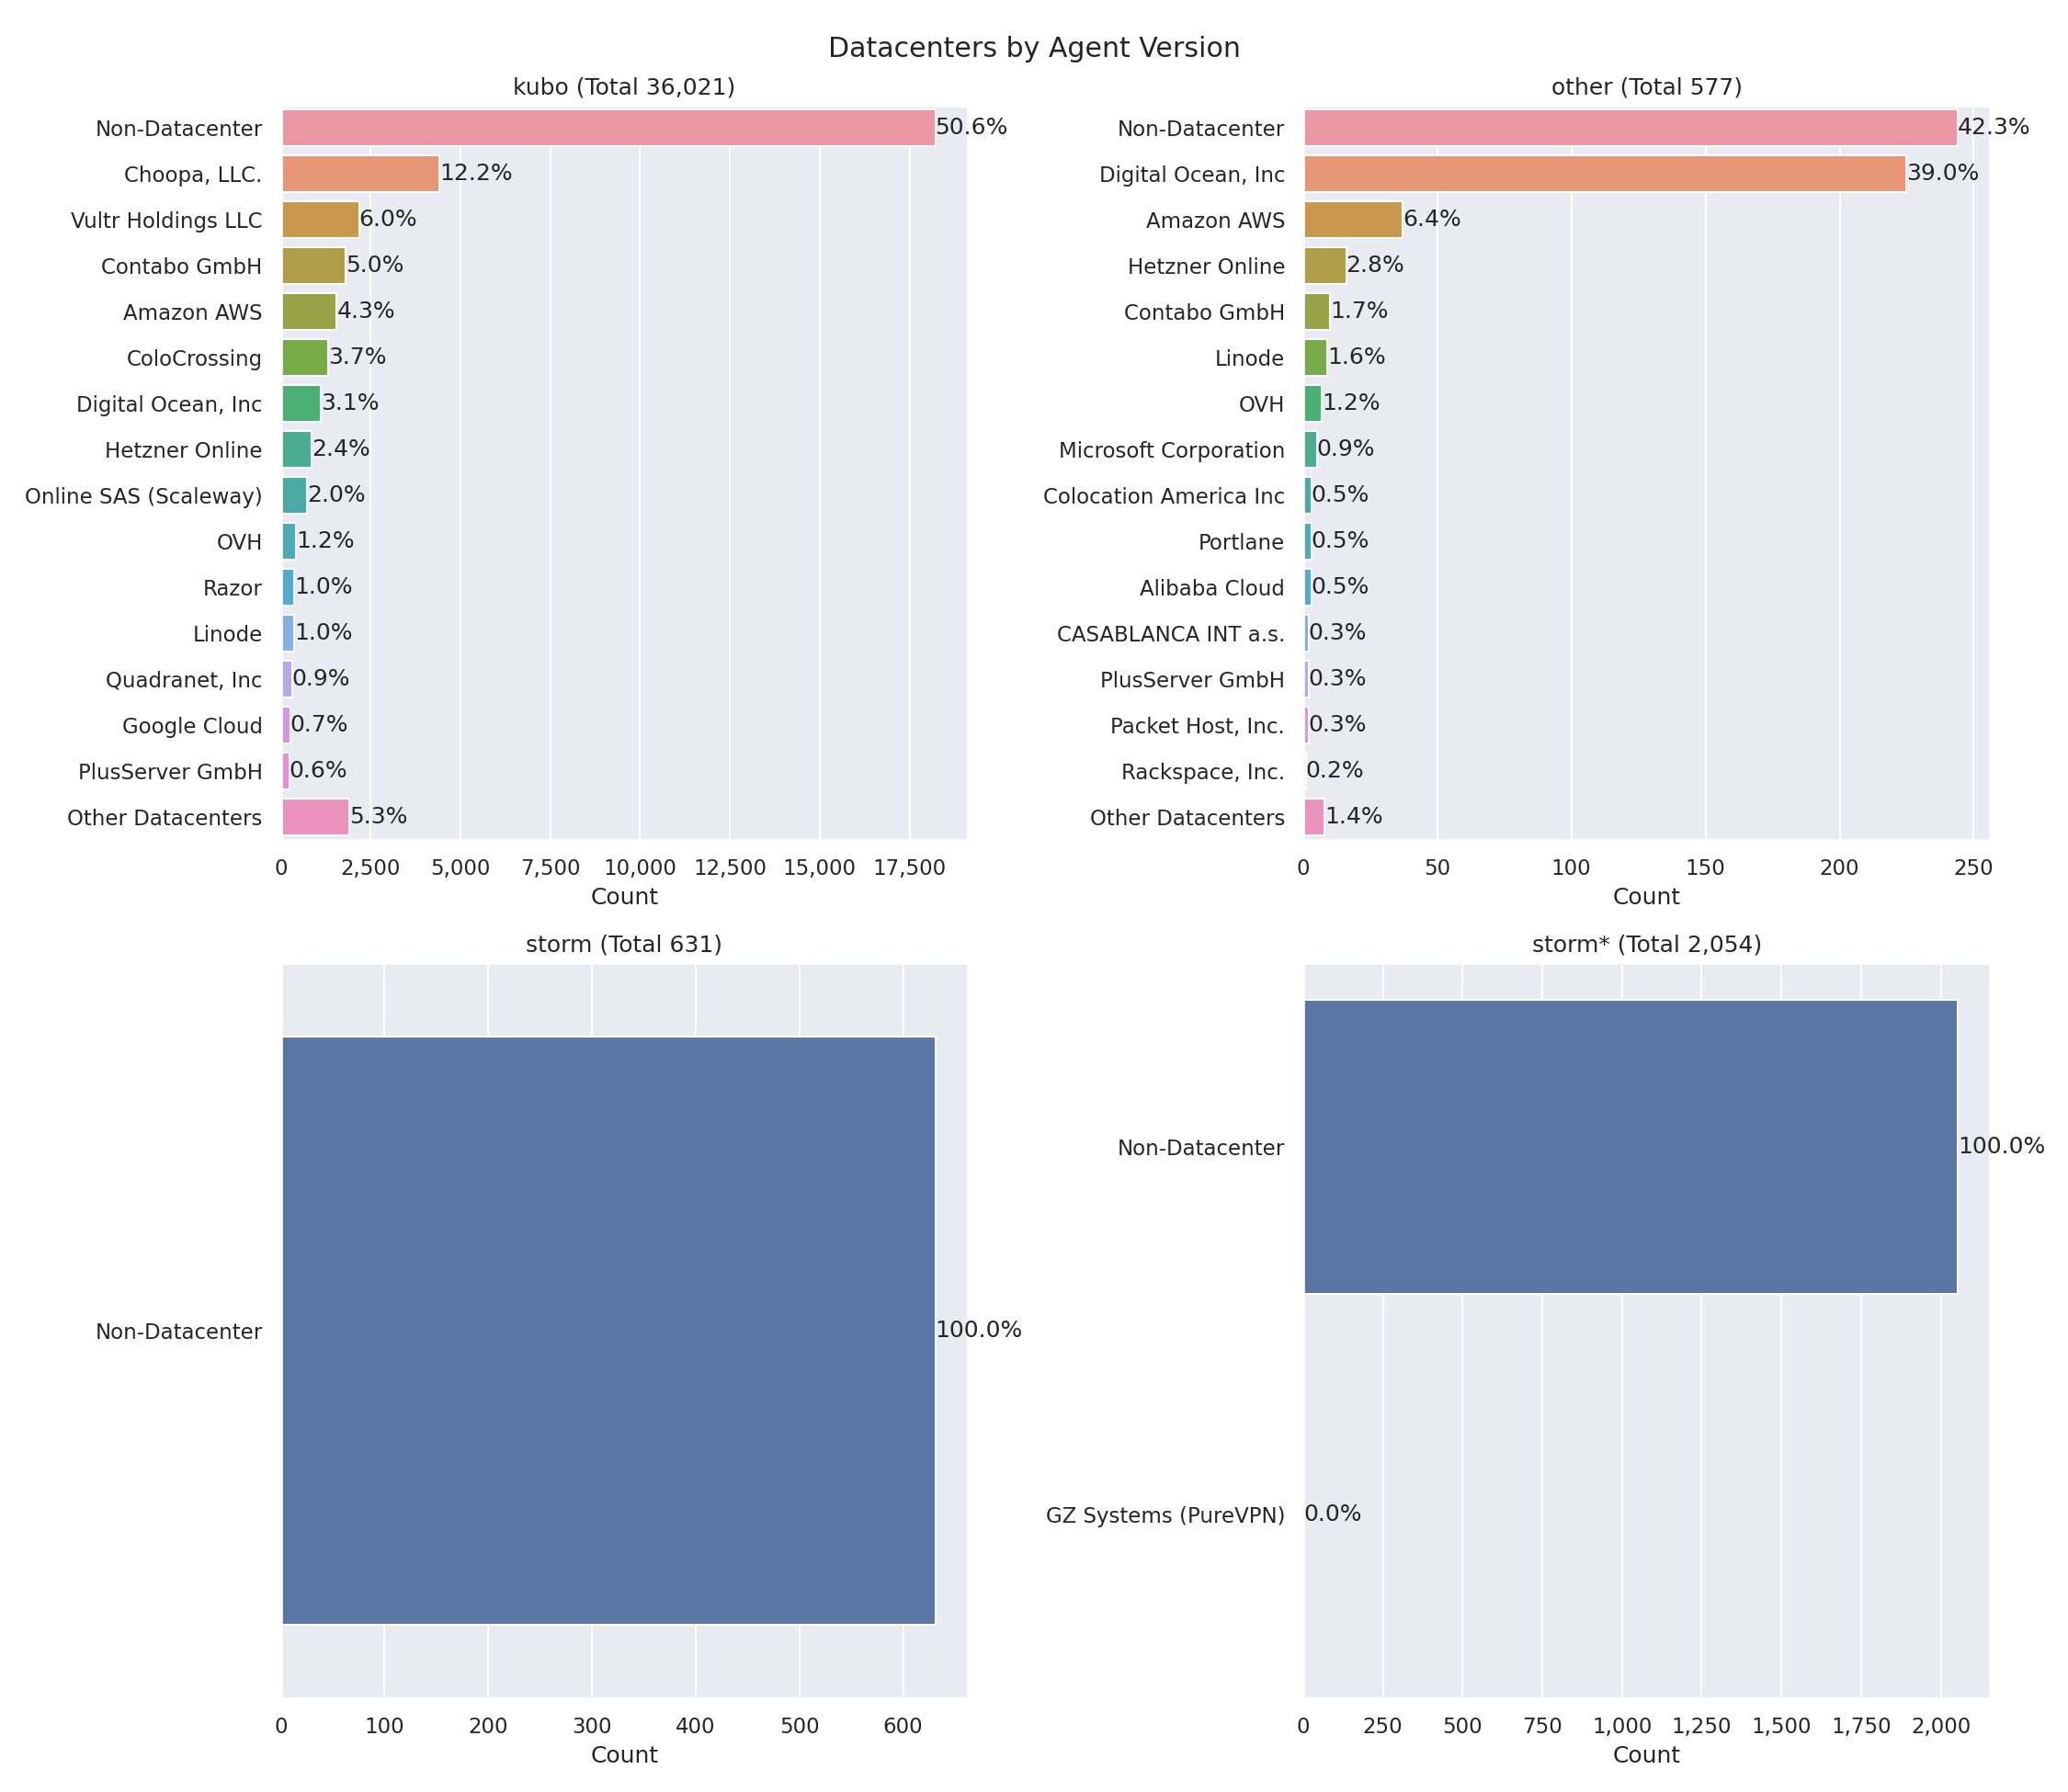 Datacenters by Agent Version
kubo (Total 36,021)
Non-Datacenter 50.6%
Choopa, LLC. 12.2%
Vultr Holdings LLC 6.0%
Contabo GmbH 5.0%
Amazon AWS 4.3%
ColoCrossing 3.7%
Digital Ocean, Inc 3.1%
Hetzner Online 2.4%
Online SAS (Scaleway) 2.0%
OVH 1.2%
Razor 1.0%
Linode 1.0%
Quadranet, Inc 0.9%
Google Cloud 0.7%
PlusServer GmbH 0.6%
Other Datacenters 5.3%
0 2,500 5,000 7,500 10,000 12,500 15,000 17,500
Count
other (Total 577)
Non-Datacenter 42.3%
Digital Ocean, Inc 39.0%
Amazon AWS 6.4%
Hetzner Online 2.8%
Contabo GmbH 1.7%
Linode 1.6%
OVH 1.2%
Microsoft Corporation 0.9%
Colocation America Inc 0.5%
Portlane 0.5%
Alibaba Cloud 0.5%
CASABLANCA INT a.s. 0.3%
PlusServer GmbH 0.3%
Packet Host, Inc. 0.3%
Rackspace, Inc. 0.2%
Other Datacenters 1.4%
0 50 100 150 200 250
Count
storm (Total 631)
Non-Datacenter 100.0%
0 100 200 300 400 500 600
Count
storm* (Total 2,054)
Non-Datacenter 100.0%
GZ Systems (PureVPN) 0.0%
0 250 500 750 1,000 1,250 1,500 1,750 2,000
Count